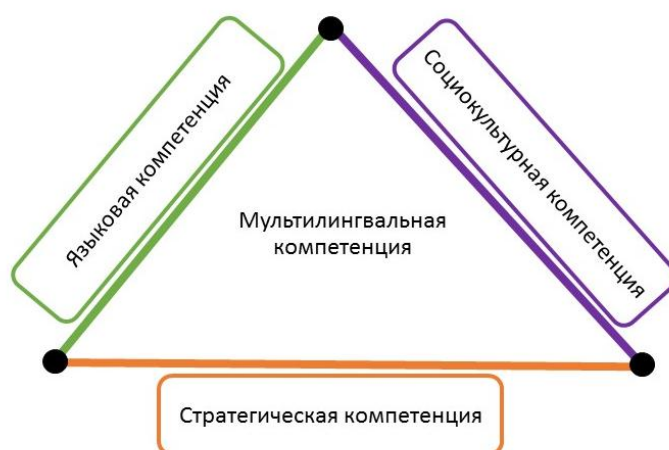 Языковая компетенция
Социокультурная компетенция
Мультилингвальная
компетенция
Стратегическая компетенция